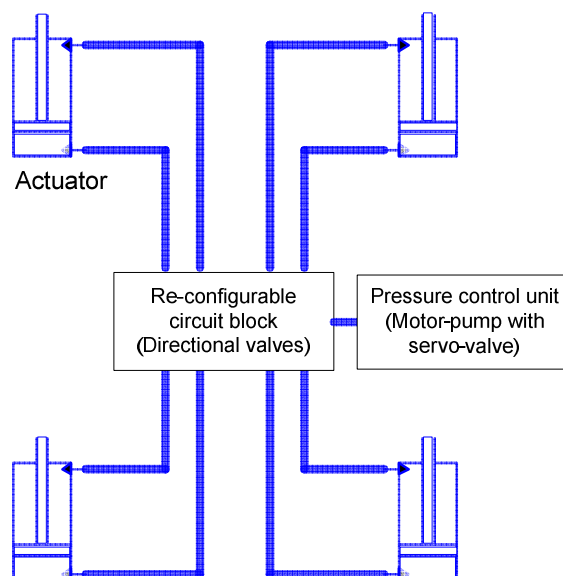 Actuator
Re-configurable
circuit block
(Directional valves)
Pressure control unit
(Motor-pump with
servo-valve)